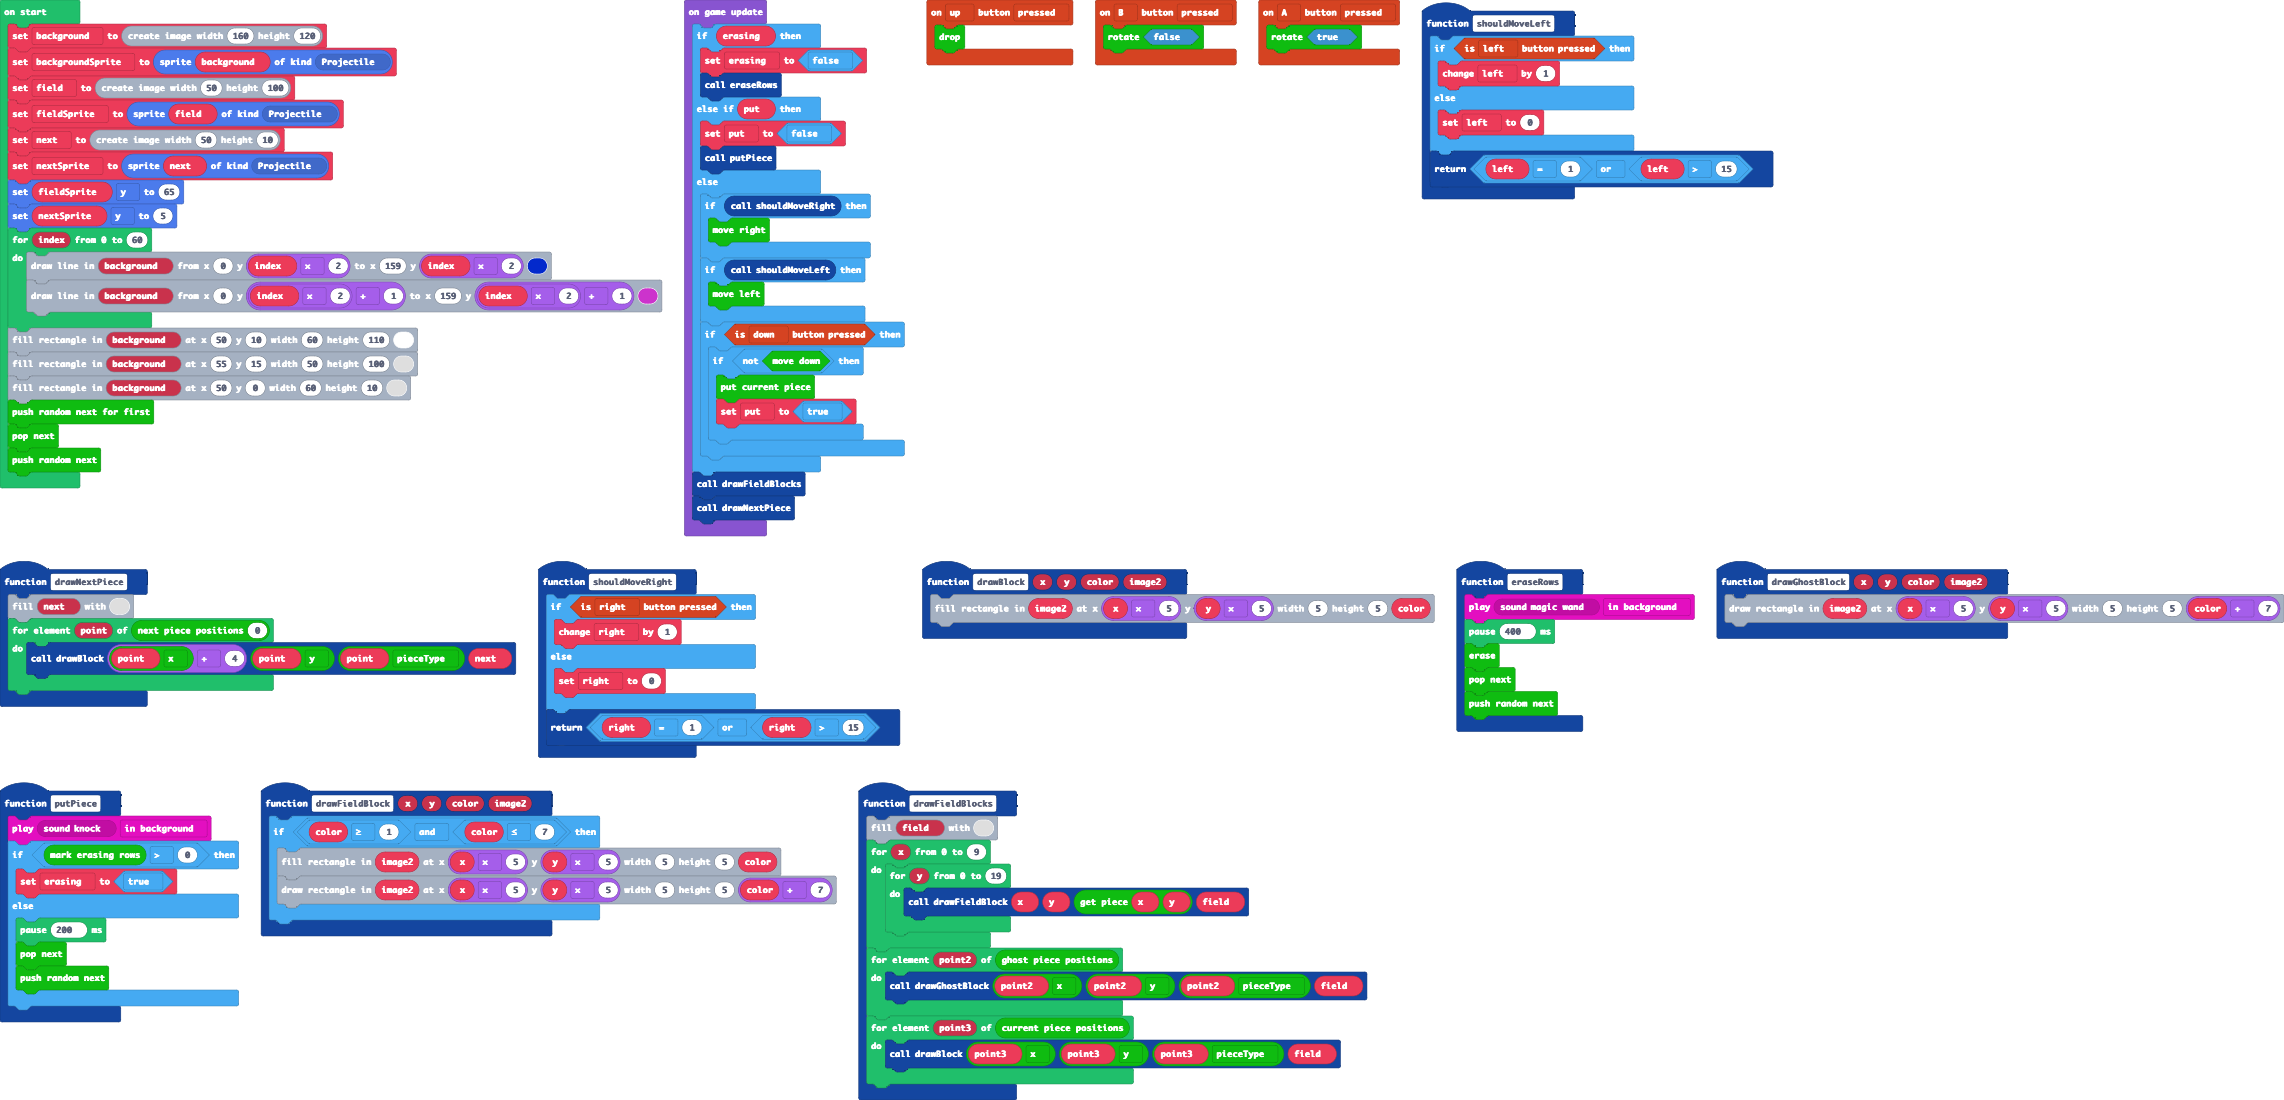 on start
set background to create image width 160 height 120
set backgroundSprite to sprite background of kind Projectile
set field to create image width 50 height 100
set fieldSprite to sprite field of kind Projectile
set next to create image width 50 height 10
set nextSprite to sprite next of kind Projectile
set fieldSprite y to 65
set nextSprite y to 5
for index from 0 to 60
do
draw line in background from x 0 y index × 2 to x 159 y index × 2
draw line in background from x 0 y index × 2 + 1 to x 159 y index × 2 + 1
fill rectangle in background at x 50 y 10 width 60 height 110
fill rectangle in background at x 55 y 15 width 50 height 100
fill rectangle in background at x 50 y 0 width 60 height 10
push random next for first
pop next
push random next
on game update
if erasing then
set erasing to false
call eraseRows
else if put then
set put to false
call putPiece
else
if call shouldMoveRight then
move right
if call shouldMoveLeft then
move left
if is down button pressed then
if not move down then
put current piece
set put to true
call drawFieldBlocks
call drawNextPiece
on up button pressed
drop
on B button pressed
rotate false
on A button pressed
rotate true
function shouldMoveLeft
if is left button pressed then
change left by 1
else
set left to 0
return left = 1 or left > 15
function drawNextPiece
fill next with
for element point of next piece positions 0
do
call drawBlock point x + 4 point y point pieceType next
function shouldMoveRight
if is right button pressed then
change right by 1
else
set right to 0
return right = 1 or right > 15
function drawBlock x y color image2
fill rectangle in image2 at x x × 5 y y × 5 width 5 height 5 color
function eraseRows
play sound magic wand in background
pause 400 ms
erase
pop next
push random next
function drawGhostBlock x y color image2
draw rectangle in image2 at x x × 5 y y × 5 width 5 height 5 color + 7
function putPiece
play sound knock in background
if mark erasing rows > 0 then
set erasing to true
else
pause 200 ms
pop next
push random next
function drawFieldBlock x y color image2
if color ≥ 1 and color ≤ 7 then
fill rectangle in image2 at x x × 5 y y × 5 width 5 height 5 color
draw rectangle in image2 at x x × 5 y y × 5 width 5 height 5 color + 7
function drawFieldBlocks
fill field with
for x from 0 to 9
do
for y from 0 to 19
do
call drawFieldBlock x y get piece x y field
for element point2 of ghost piece positions
do
call drawGhostBlock point2 x point2 y point2 pieceType field
for element point3 of current piece positions
do
call drawBlock point3 x point3 y point3 pieceType field